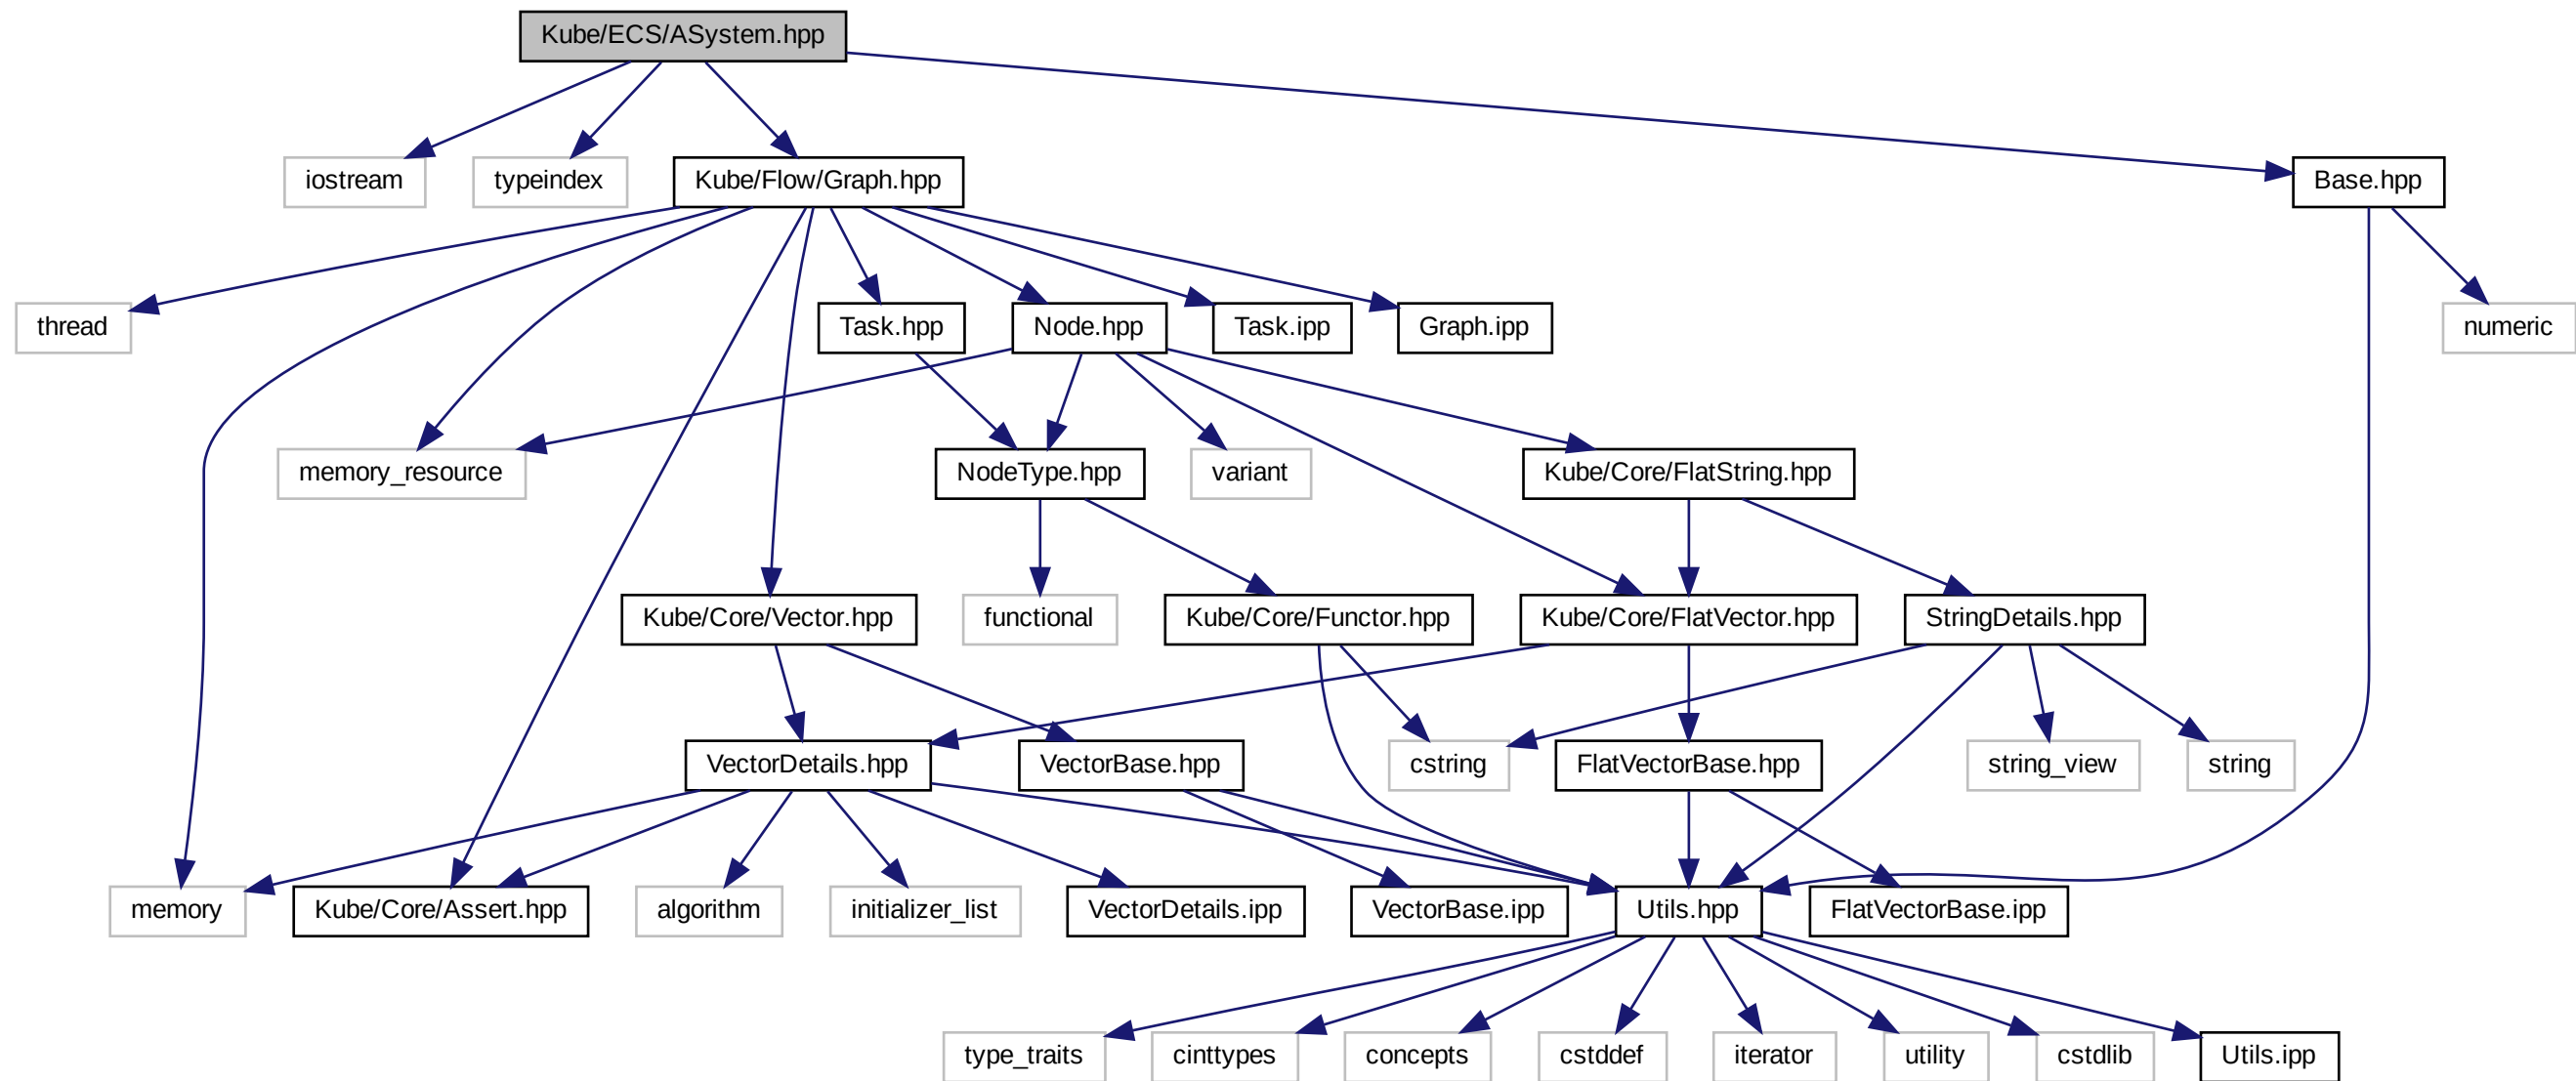 Kube/ECS/ASystem.hpp
iostream
typeindex
Kube/Flow/Graph.hpp
Base.hpp
thread
Task.hpp
Node.hpp
Task.ipp
Graph.ipp
numeric
memory_resource
NodeType.hpp
variant
Kube/Core/FlatString.hpp
Kube/Core/Vector.hpp
functional
Kube/Core/Functor.hpp
Kube/Core/FlatVector.hpp
StringDetails.hpp
VectorDetails.hpp
VectorBase.hpp
cstring
FlatVectorBase.hpp
string_view
string
memory
Kube/Core/Assert.hpp
algorithm
initializer_list
VectorDetails.ipp
VectorBase.ipp
Utils.hpp
FlatVectorBase.ipp
type_traits
cinttypes
concepts
cstddef
iterator
utility
cstdlib
Utils.ipp